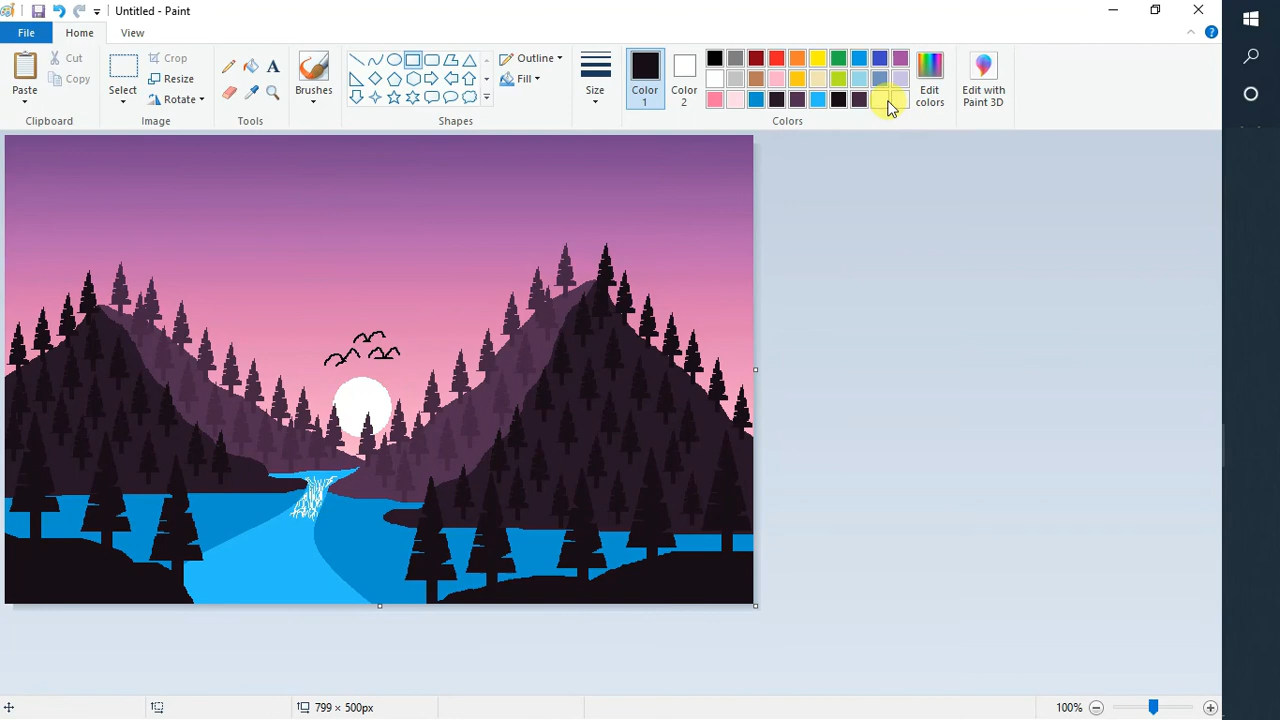 Untitled - Paint
File Home View
Paste
Cut
Copy
Clipboard
Select
Crop
Resize
Rotate
Image
A
Tools
Brushes
Outline
Fill
Shapes
Size
Color 1
Color 2
Edit colors
Colors
Edit with Paint 3D
799 × 500px
100%